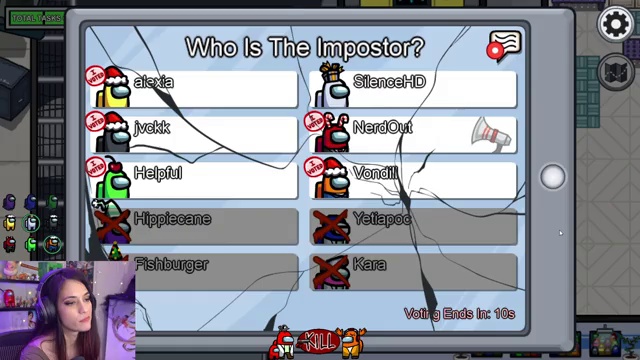 TOTAL TASKS
Who Is The Impostor?
I VOTED
aiexia
SilenceHD
I VOTED
jvckk
I VOTED
NerdOut
I VOTED
Helpful
I VOTED
Vondili
Hippiecane
Yetiapoc
Fishburger
Kara
Voting Ends In: 10s
KILL